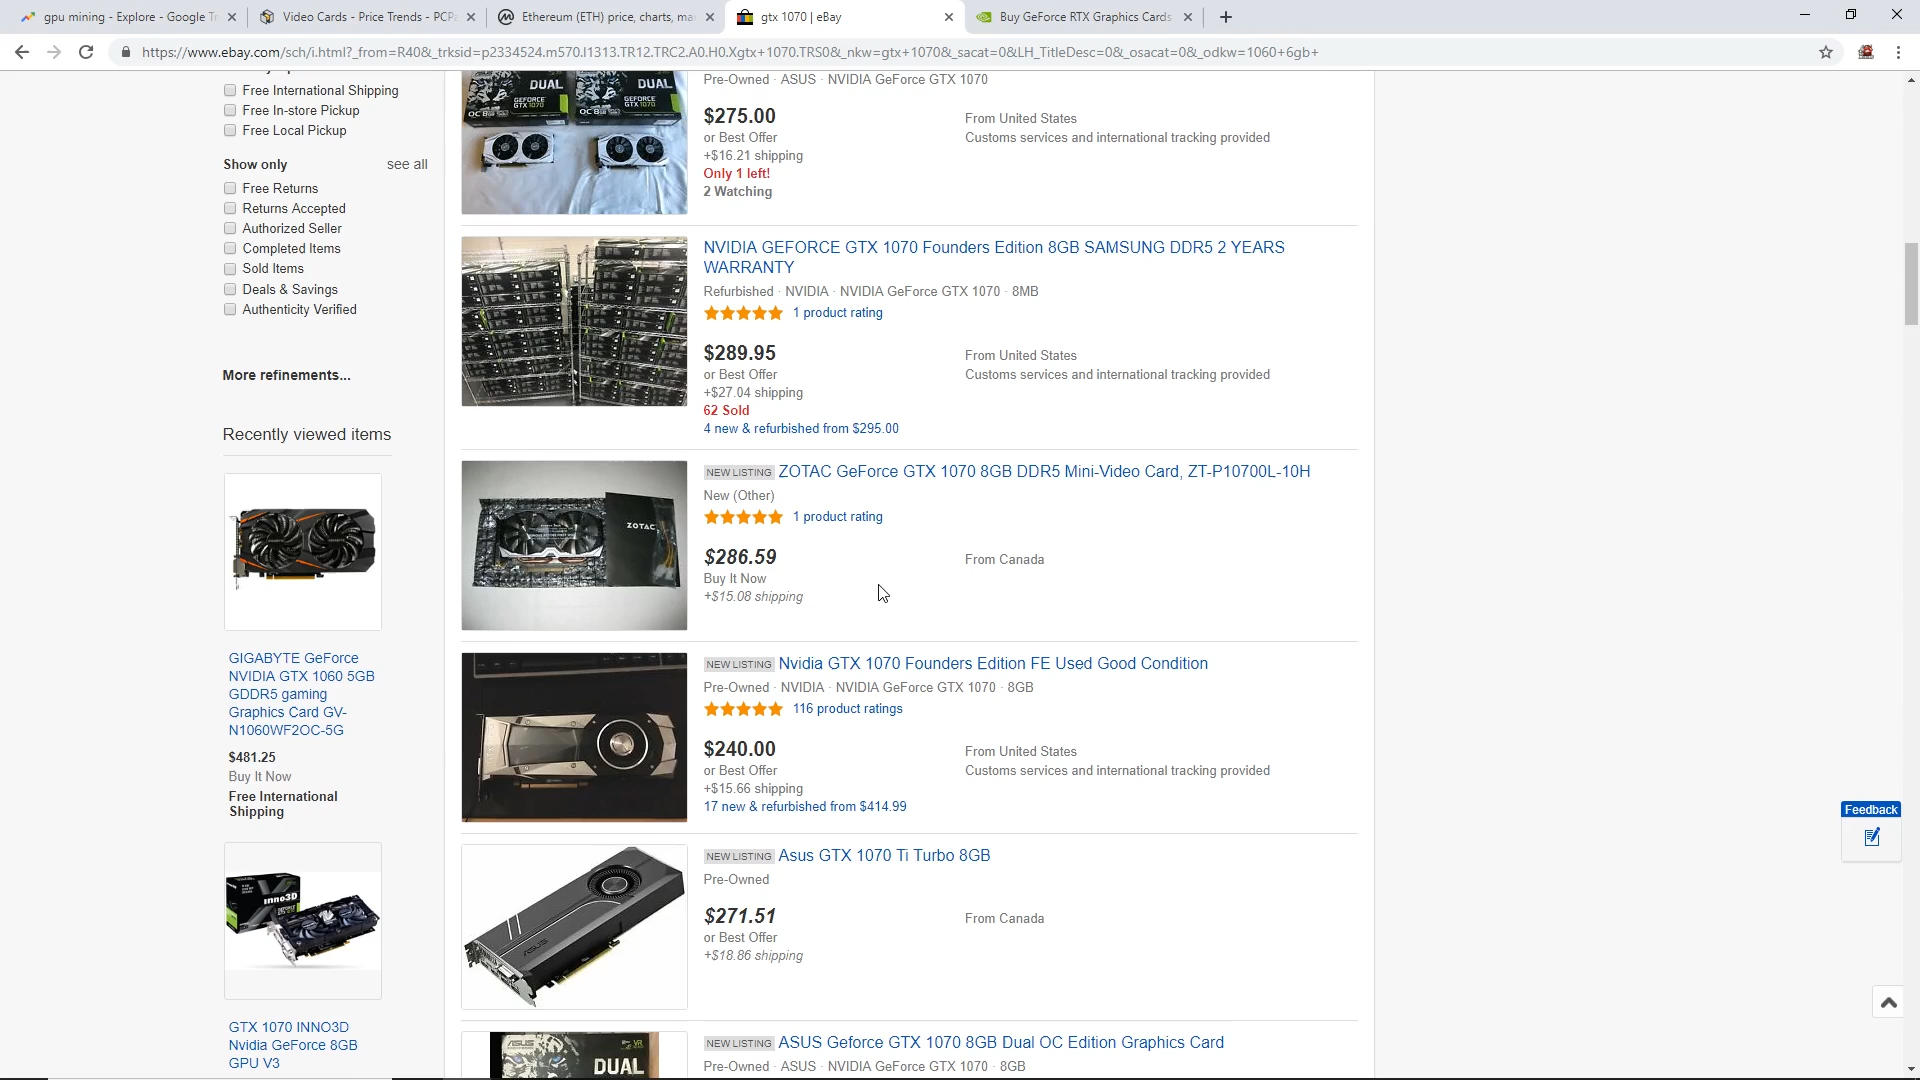 gpu mining - Explore - Google Tr
Video Cards - Price Trends - PCPa
Ethereum (ETH) price, charts, mar
gtx 1070 | eBay
Buy GeForce RTX Graphics Cards
https://www.ebay.com/sch/i.html?_from=R40&_trksid=p2334524.m570.l1313.TR12.TRC2.A0.H0.Xgtx+1070.TRS0&_nkw=gtx+1070&_sacat=0&LH_TitleDesc=0&_osacat=0&_odkw=1060+6gb+
Free International Shipping
Free In-store Pickup
Free Local Pickup
Show only
see all
Free Returns
Returns Accepted
Authorized Seller
Completed Items
Sold Items
Deals & Savings
Authenticity Verified
More refinements...
Recently viewed items
GIGABYTE GeForce
NVIDIA GTX 1060 5GB
GDDR5 gaming
Graphics Card GV-
N1060WF2OC-5G
$481.25
Buy It Now
Free International
Shipping
inno3D
GTX 1070 INNO3D
Nvidia GeForce 8GB
GPU V3
DUAL
DUAL
GEFORCE
GTX 1070
GEFORCE
GTX 1070
Pre-Owned · ASUS · NVIDIA GeForce GTX 1070
$275.00
From United States
or Best Offer
Customs services and international tracking provided
+$16.21 shipping
Only 1 left!
2 Watching
NVIDIA GEFORCE GTX 1070 Founders Edition 8GB SAMSUNG DDR5 2 YEARS
WARRANTY
Refurbished · NVIDIA · NVIDIA GeForce GTX 1070 · 8MB
1 product rating
$289.95
From United States
or Best Offer
Customs services and international tracking provided
+$27.04 shipping
62 Sold
4 new & refurbished from $295.00
ZOTAC
NEW LISTING ZOTAC GeForce GTX 1070 8GB DDR5 Mini-Video Card, ZT-P10700L-10H
New (Other)
1 product rating
$286.59
From Canada
Buy It Now
+$15.08 shipping
NEW LISTING Nvidia GTX 1070 Founders Edition FE Used Good Condition
Pre-Owned · NVIDIA · NVIDIA GeForce GTX 1070 · 8GB
116 product ratings
$240.00
From United States
or Best Offer
Customs services and international tracking provided
+$15.66 shipping
17 new & refurbished from $414.99
NEW LISTING Asus GTX 1070 Ti Turbo 8GB
Pre-Owned
$271.51
From Canada
or Best Offer
+$18.86 shipping
ASUS
DUAL
NEW LISTING ASUS Geforce GTX 1070 8GB Dual OC Edition Graphics Card
Pre-Owned · ASUS · NVIDIA GeForce GTX 1070 · 8GB
Feedback